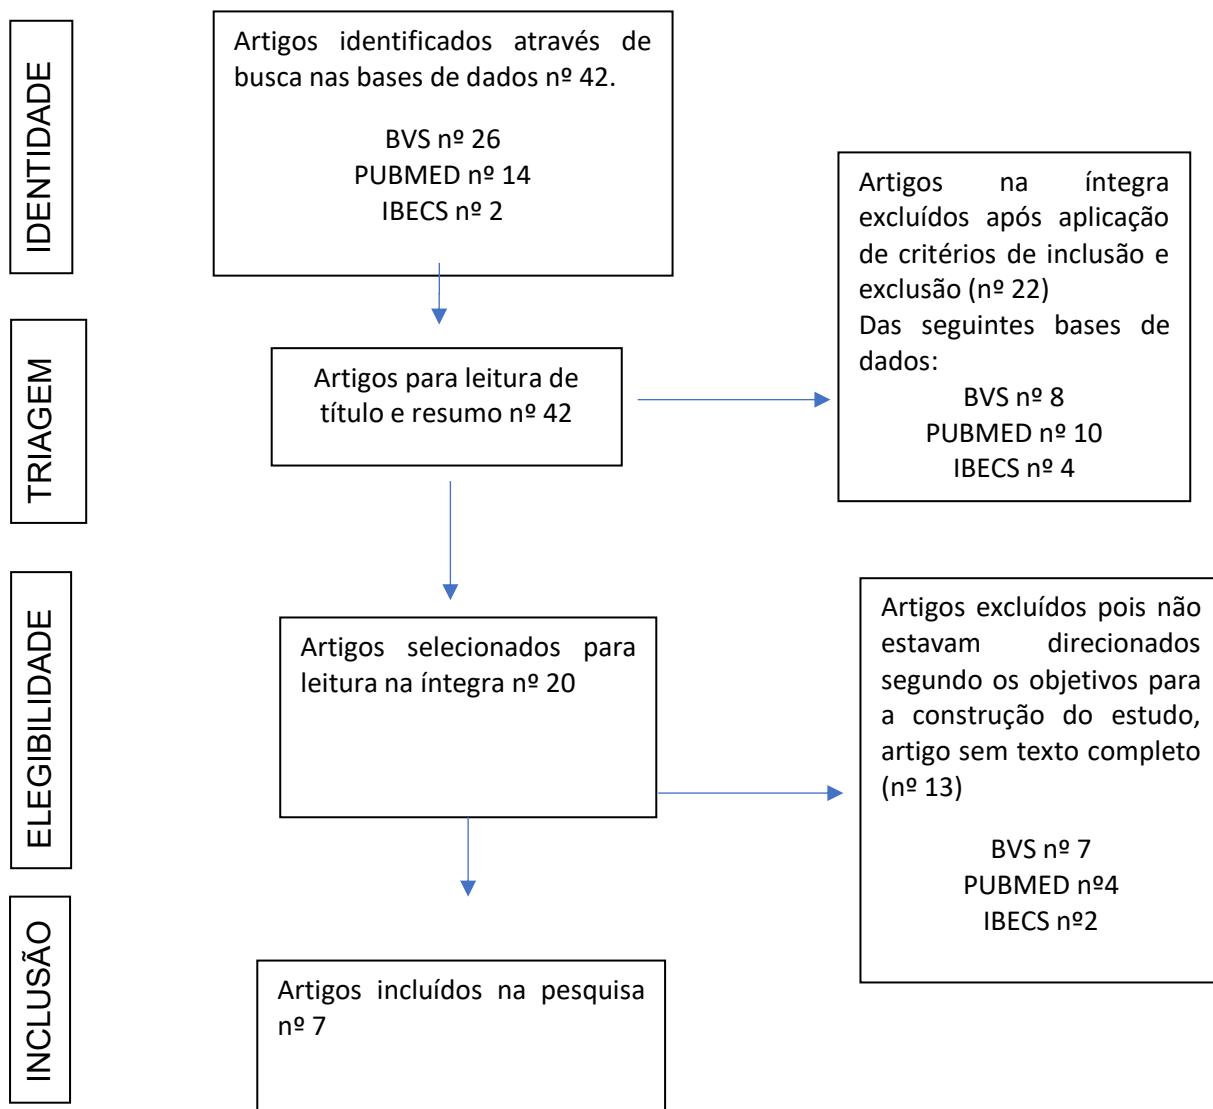 IDENTIDADE
Artigos identificados através de
busca nas bases de dados nº 42.
BVS nº 26
PUBMED nº 14
IBECS nº 2
TRIAGEM
Artigos para leitura de
título e resumo nº 42
Artigos na íntegra
excluídos após aplicação
de critérios de inclusão e
exclusão (nº 22)
Das seguintes bases de
dados:
BVS nº 8
PUBMED nº 10
IBECS nº 4
ELEGIBILIDADE
Artigos selecionados para
leitura na íntegra nº 20
Artigos excluídos pois não
estavam direcionados
segundo os objetivos para
a construção do estudo,
artigo sem texto completo
(nº 13)
BVS nº 7
PUBMED nº4
IBECS nº2
INCLUSÃO
Artigos incluídos na pesquisa
nº 7